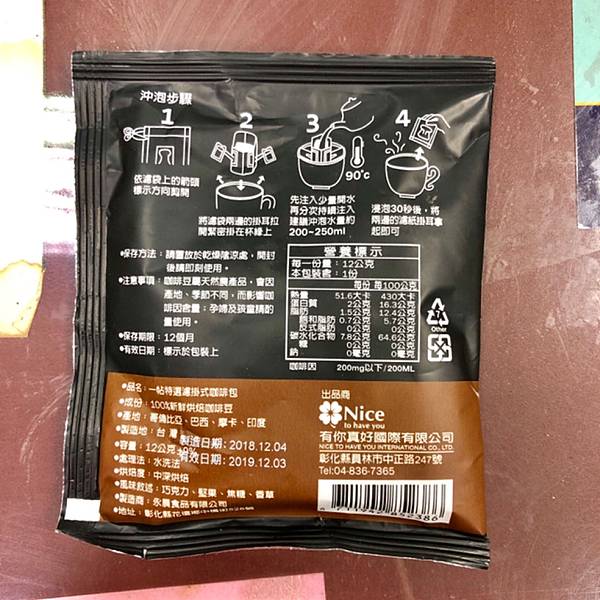 沖泡步驟
1
2
3
4
90°c
依濾袋上的箭頭
標示方向剪開
將濾袋兩邊的掛耳拉
開緊密掛在杯緣上
先注入少量開水
再分次持續注入
建議沖泡水量約
200~250ml
浸泡30秒後，將
兩邊的濾紙掛耳拿
起即可
●保存方法：請置放於乾燥陰涼處，開封
後請即刻使用。
●注意事項：咖啡豆屬天然農產品，會因
產地、季節不同，而影響咖
啡因含量；孕婦及孩童請酌
量使用。
●保存期限：12個月
●有效日期：標示於包裝上
營養標示
每一份量：12公克
本包裝含：1份
每份 每100公克
熱量 51.6大卡 430大卡
蛋白質 2公克 16.3公克
脂肪 1.5公克 12.4公克
飽和脂肪 0.7公克 5.7公克
反式脂肪 0公克 0公克
碳水化合物 7.8公克 64.6公克
糖 0公克 0公克
鈉 0毫克 0毫克
咖啡因 200mg以下/200ML
Other
紙
●品名：一帖特選濾掛式咖啡包
●成份：100%新鮮烘焙咖啡豆
●產地：哥倫比亞、巴西、摩卡、印度
●製造地：台灣
製造日期：2018.12.04
●容量：12公克
有效日期：2019.12.03
●處理法：水洗法
●烘焙度：中深烘焙
●風味敘述：巧克力、堅果、焦糖、香草
●製造商：永農食品有限公司
●地址：彰化縣花壇鄉
出品商
Nice
to have you
有你真好國際有限公司
NICE TO HAVE YOU INTERNATIONAL CO., LTD.
彰化縣員林市中正路247號
Tel:04-836-7365